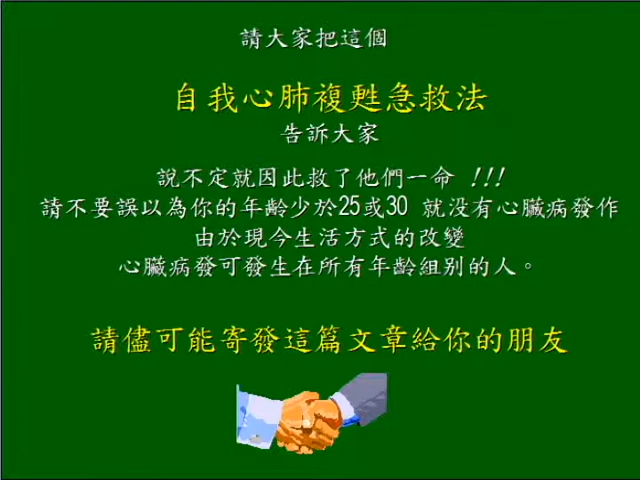 請大家把這個
自我心肺複甦急救法
告訴大家
說不定就因此救了他們一命 !!!
請不要誤以為你的年齡少於25或30 就没有心臟病發作
由於現今生活方式的改變
心臟病發可發生在所有年齡組別的人。
請儘可能寄發這篇文章給你的朋友